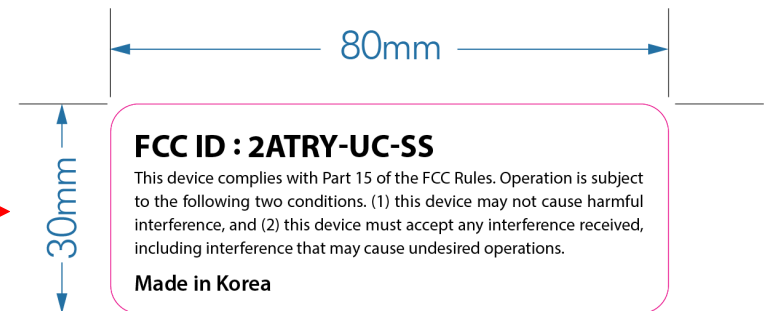 80mm
30mm
FCC ID : 2ATRY-UC-SS
This device complies with Part 15 of the FCC Rules. Operation is subject
to the following two conditions. (1) this device may not cause harmful
interference, and (2) this device must accept any interference received,
including interference that may cause undesired operations.
Made in Korea